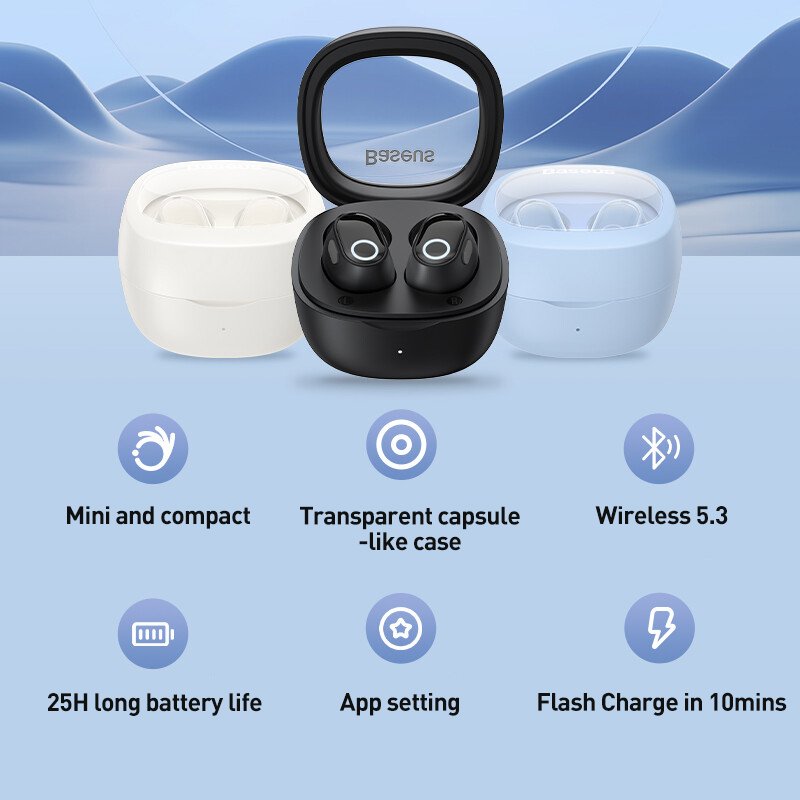 Baseus
Baseus
Mini and compact
Transparent capsule
-like case
Wireless 5.3
25H long battery life
App setting
Flash Charge in 10mins